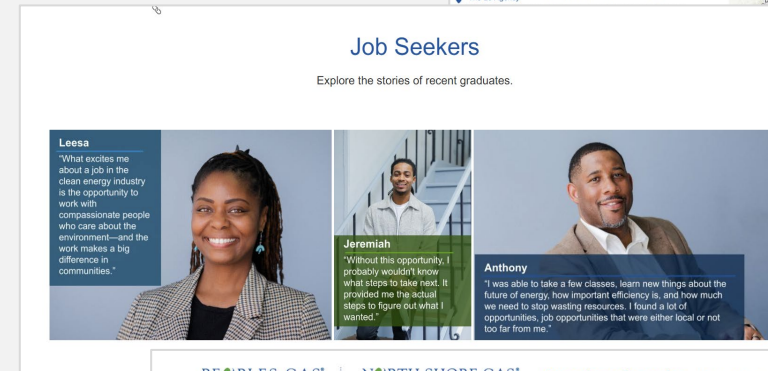 Job Seekers
Explore the stories of recent graduates.
Leesa
“What excites me
about a job in the
clean energy industry
is the opportunity to
work with
compassionate people
who care about the
environment—and the
work makes a big
difference in
communities.”
Jeremiah
“Without this opportunity, I
probably wouldn't know
what steps to take next. It
provided me the actual
steps to figure out what I
wanted.”
Anthony
“I was able to take a few classes, learn new things about the
future of energy, how important efficiency is, and how much
we need to stop wasting resources. I found a lot of
opportunities, job opportunities that were either local or not
too far from me.”
PEOPLES GAS® NORTH SHORE GAS®